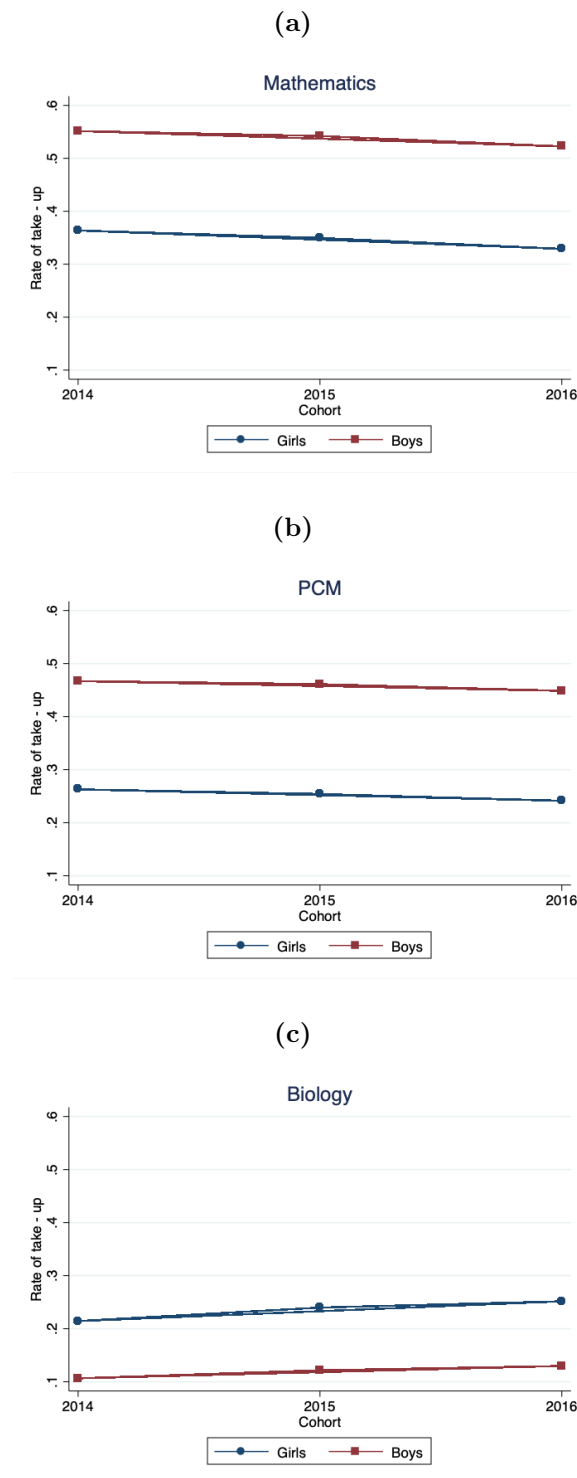 (a)
Mathematics
.6
.5
.4
.3
.2
.1
Rate of take - up
2014 2015 2016
Cohort
Girls Boys
(b)
PCM
.6
.5
.4
.3
.2
.1
Rate of take - up
2014 2015 2016
Cohort
Girls Boys
(c)
Biology
.6
.5
.4
.3
.2
.1
Rate of take - up
2014 2015 2016
Cohort
Girls Boys